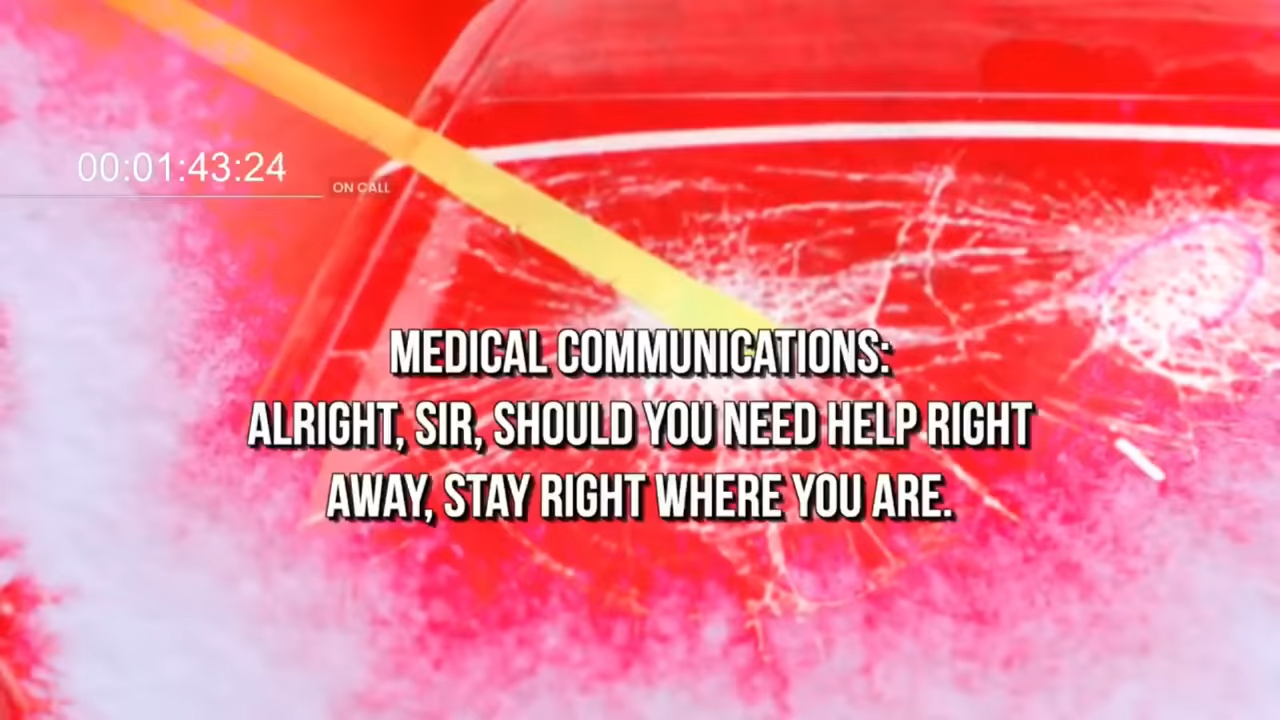 00:01:43:24
ON CALL
MEDICAL COMMUNICATIONS:
ALRIGHT, SIR, SHOULD YOU NEED HELP RIGHT
AWAY, STAY RIGHT WHERE YOU ARE.